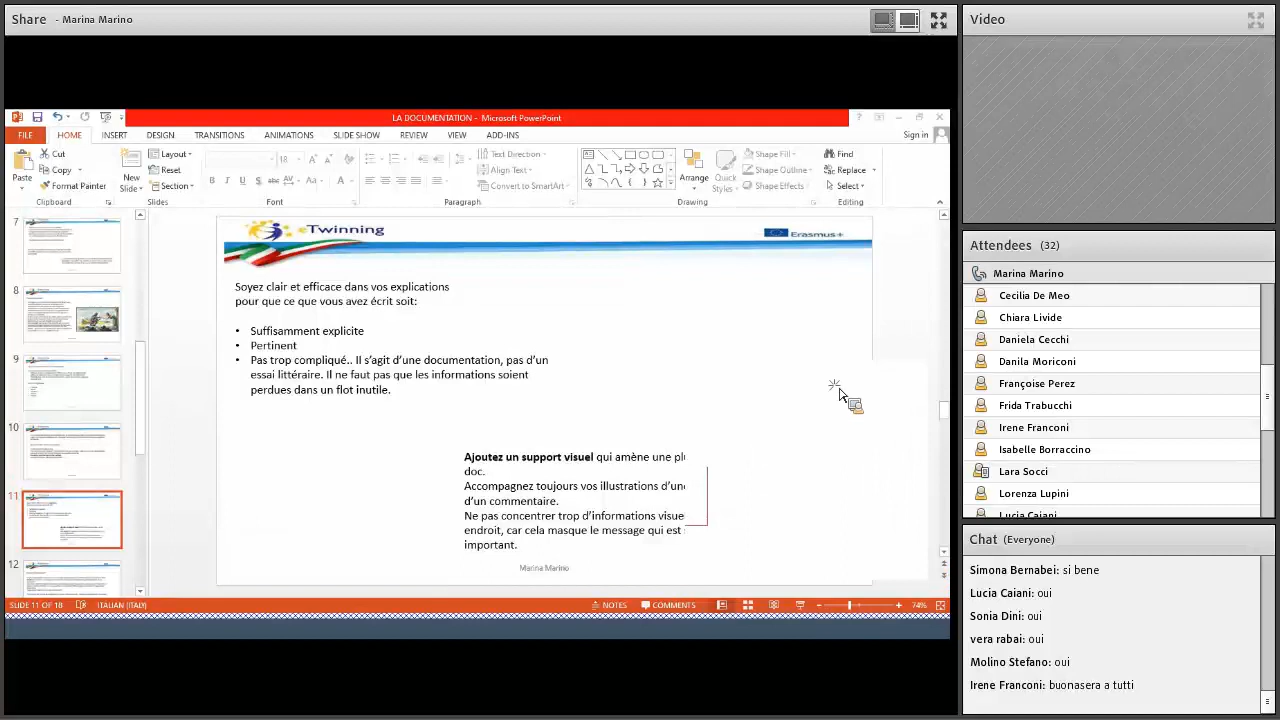 Share - Marina Marino
Video
LA DOCUMENTATION - Microsoft PowerPoint
FILE HOME INSERT DESIGN TRANSITIONS ANIMATIONS SLIDE SHOW REVIEW VIEW ADD-INS
Sign in
Paste
Cut
Copy
Format Painter
Clipboard
New Slide
Layout
Reset
Section
Slides
18
Font
Text Direction
Align Text
Convert to SmartArt
Paragraph
Arrange
Quick Styles
Shape Fill
Shape Outline
Shape Effects
Drawing
Find
Replace
Select
Editing
7
8
9
10
11
12
eTwinning
Erasmus+
Soyez clair et efficace dans vos explications
pour que ce que vous avez écrit soit:
• Suffisamment explicite
• Pertinent
• Pas trop compliqué.. Il s’agit d’une documentation, pas d’un
essai littéraire. Il ne faut pas que les informations soient
perdues dans un flot inutile.
Ajoutez un support visuel qui amène une
doc.
Accompagnez toujours vos illustrations
d’un commentaire.
Ne pas concentrer trop d’informations
endroit, car cela masque le message qui est
important.
Marina Marino
SLIDE 11 OF 18 ITALIAN (ITALY)
NOTES COMMENTS 74%
Attendees (32)
Marina Marino
Cecilia De Meo
Chiara Livide
Daniela Cecchi
Danila Moriconi
Françoise Perez
Frida Trabucchi
Irene Franconi
Isabelle Borraccino
Lara Socci
Lorenza Lupini
Lucia Caiani
Chat (Everyone)
Simona Bernabei: si bene
Lucia Caiani: oui
Sonia Dini: oui
vera rabai: oui
Molino Stefano: oui
Irene Franconi: buonasera a tutti